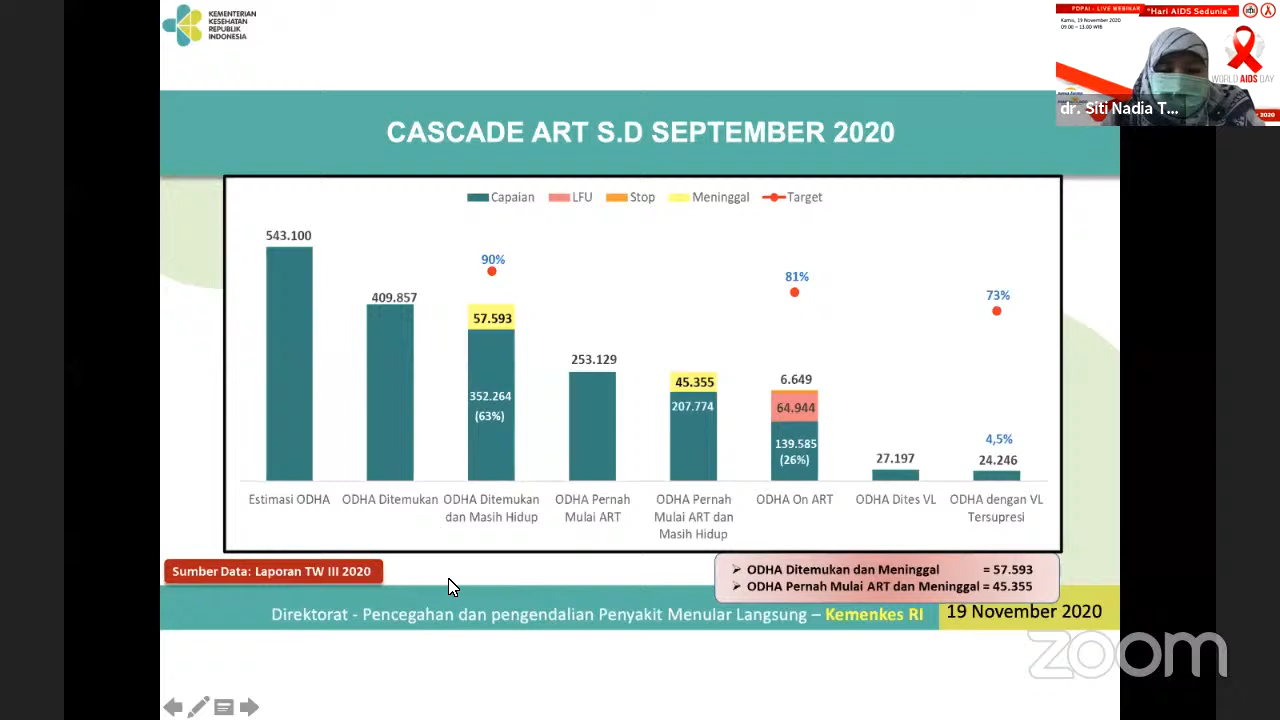 KEMENTERIAN
KESEHATAN
REPUBLIK
INDONESIA
PDPAI - LIVE WEBINAR
"Hari AIDS Sedunia"
Kamis, 19 November 2020
09.00 - 13.00 WIB
WORLD AIDS DAY
dr. Siti Nadia T...
2020
CASCADE ART S.D SEPTEMBER 2020
Capaian LFU Stop Meninggal Target
543.100
409.857
90%
57.593
352.264
(63%)
253.129
45.355
207.774
81%
6.649
64.944
139.585
(26%)
27.197
73%
4,5%
24.246
Estimasi ODHA
ODHA Ditemukan
ODHA Ditemukan
dan Masih Hidup
ODHA Pernah
Mulai ART
ODHA Pernah
Mulai ART dan
Masih Hidup
ODHA On ART
ODHA Dites VL
ODHA dengan VL
Tersupresi
Sumber Data: Laporan TW III 2020
ODHA Ditemukan dan Meninggal = 57.593
ODHA Pernah Mulai ART dan Meninggal = 45.355
Direktorat - Pencegahan dan pengendalian Penyakit Menular Langsung – Kemenkes RI
19 November 2020
zoom